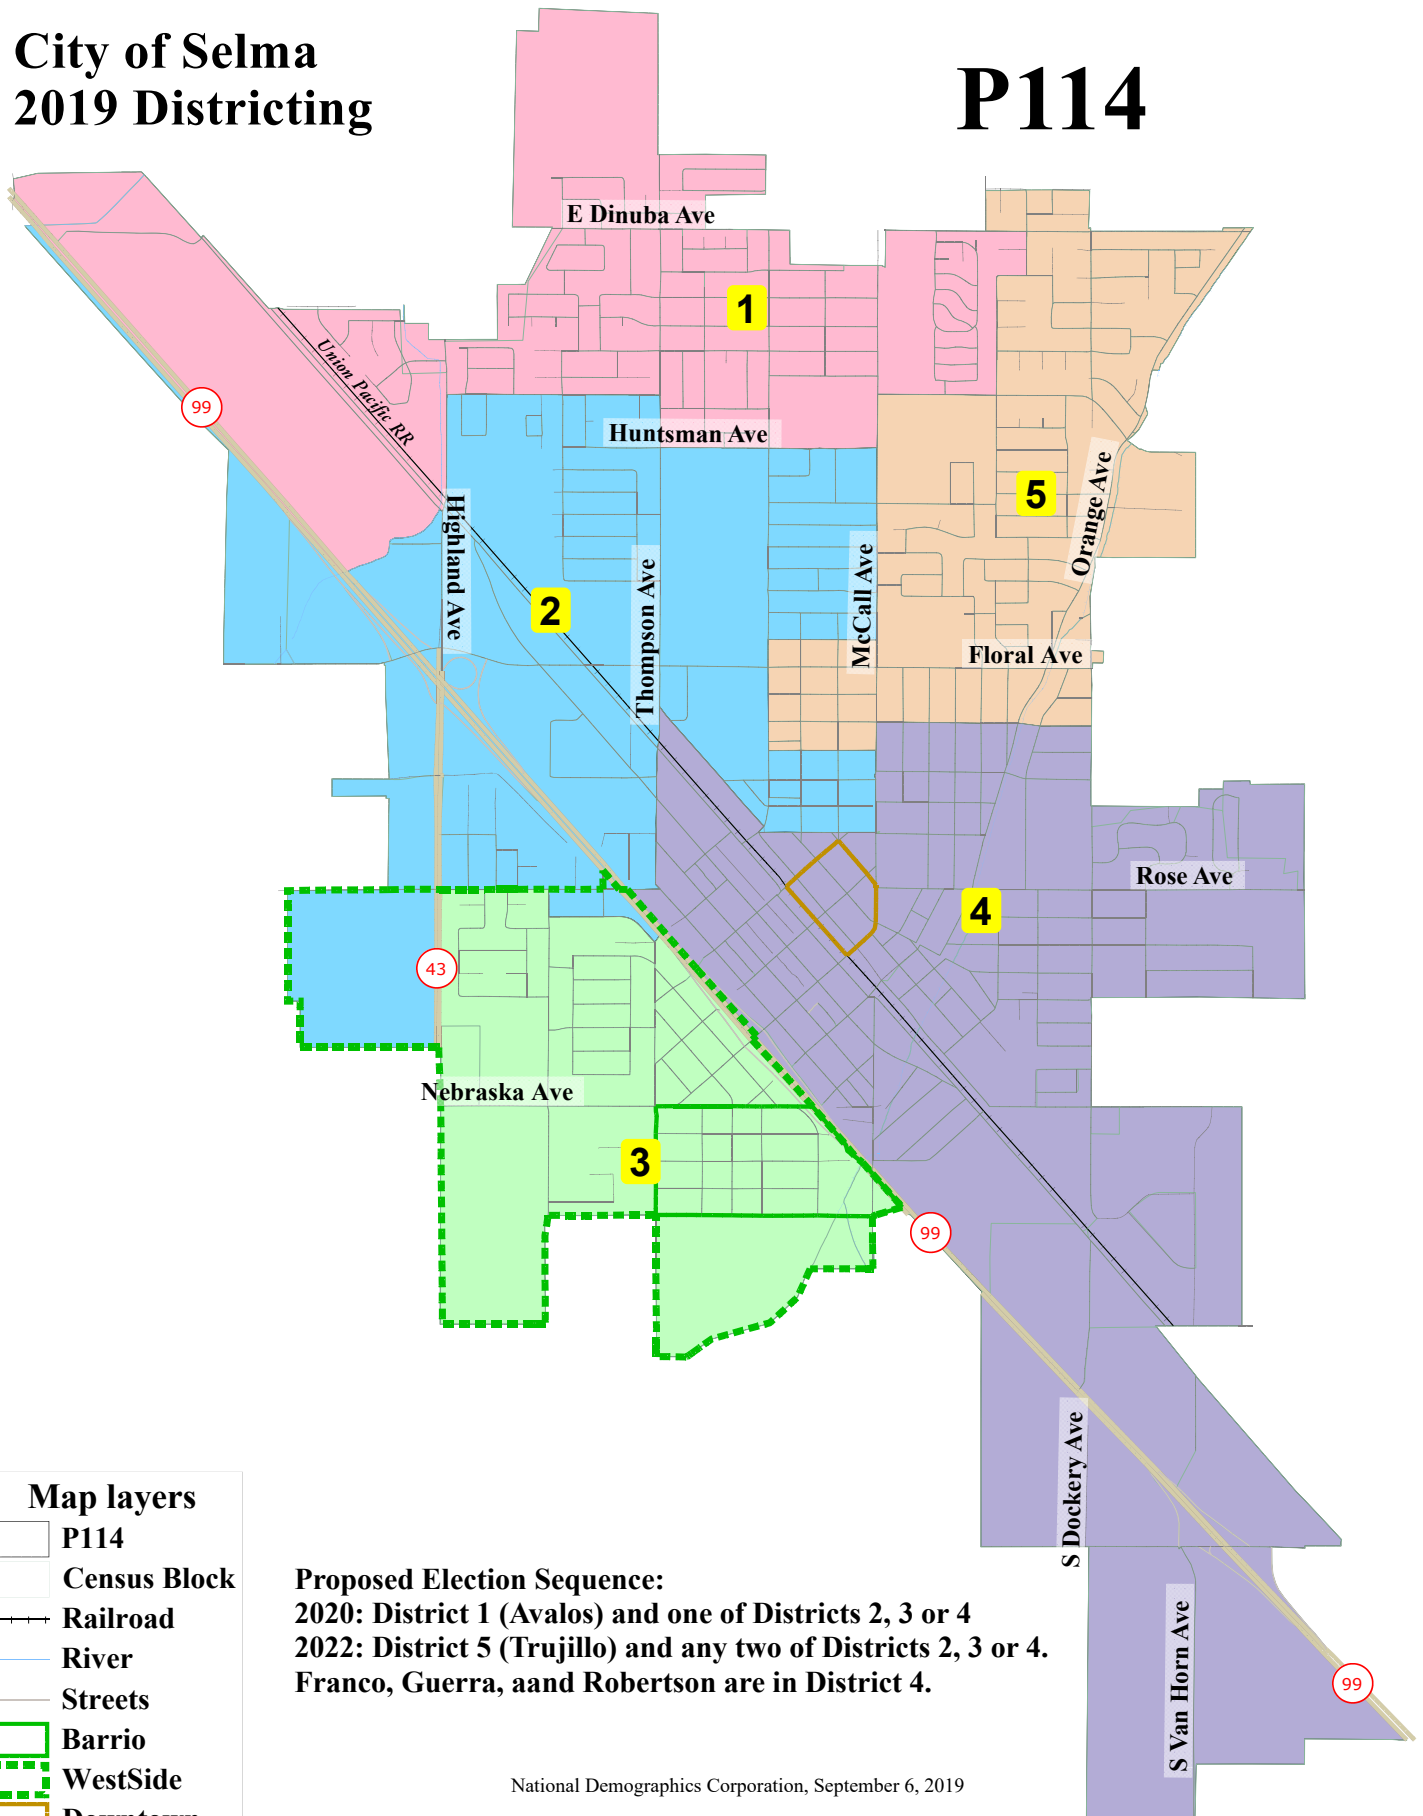 City of Selma
2019 Districting
P114
E Dinuba Ave
1
Union Pacific RR
99
Huntsman Ave
5
Orange Ave
Highland Ave
2
Thompson Ave
McCall Ave
Floral Ave
Rose Ave
4
43
Nebraska Ave
3
99
S Dockery Ave
Map layers
P114
Census Block
Railroad
River
Streets
Barrio
WestSide
Downtown
Proposed Election Sequence:
2020: District 1 (Avalos) and one of Districts 2, 3 or 4
2022: District 5 (Trujillo) and any two of Districts 2, 3 or 4.
Franco, Guerra, aand Robertson are in District 4.
S Van Horn Ave
99
National Demographics Corporation, September 6, 2019